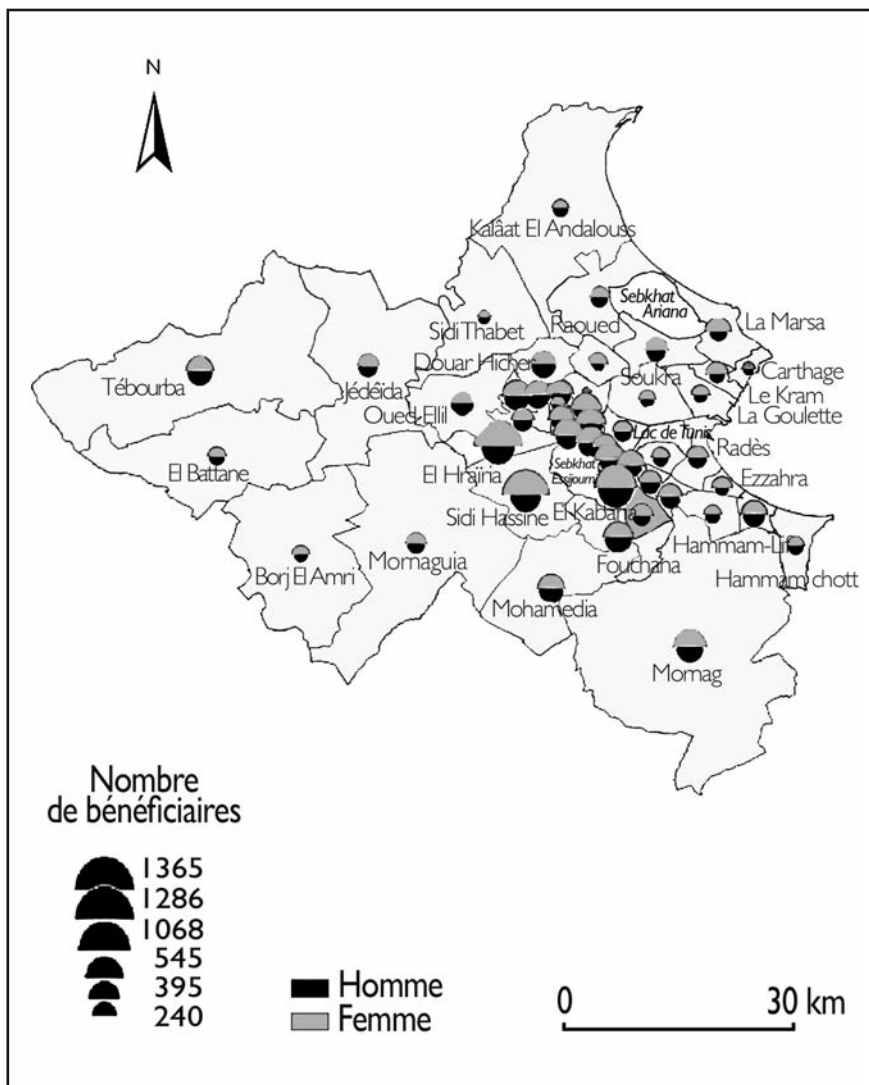 N
Kalâat El Andalouss
Sebkhat
Ariana
La Marsa
Sidi Thabet
Raoued
Douar Hicher
Carthage
Tébourba
Jédêïda
Soukra
Le Kram
Oued-Ellil
La Goulette
Lac de Tunis
Radès
El Battane
El Hraïria
Sebkhat
Essijoumi
Ezzahra
Sidi Hassine
El Kabaria
Hammam-Lif
Borj El Amri
Mornaguia
Fouchaha
Hammam chott
Mohamedia
Mornag
Nombre
de bénéficiaires
1365
1286
1068
545
395
240
Homme
Femme
0 30 km